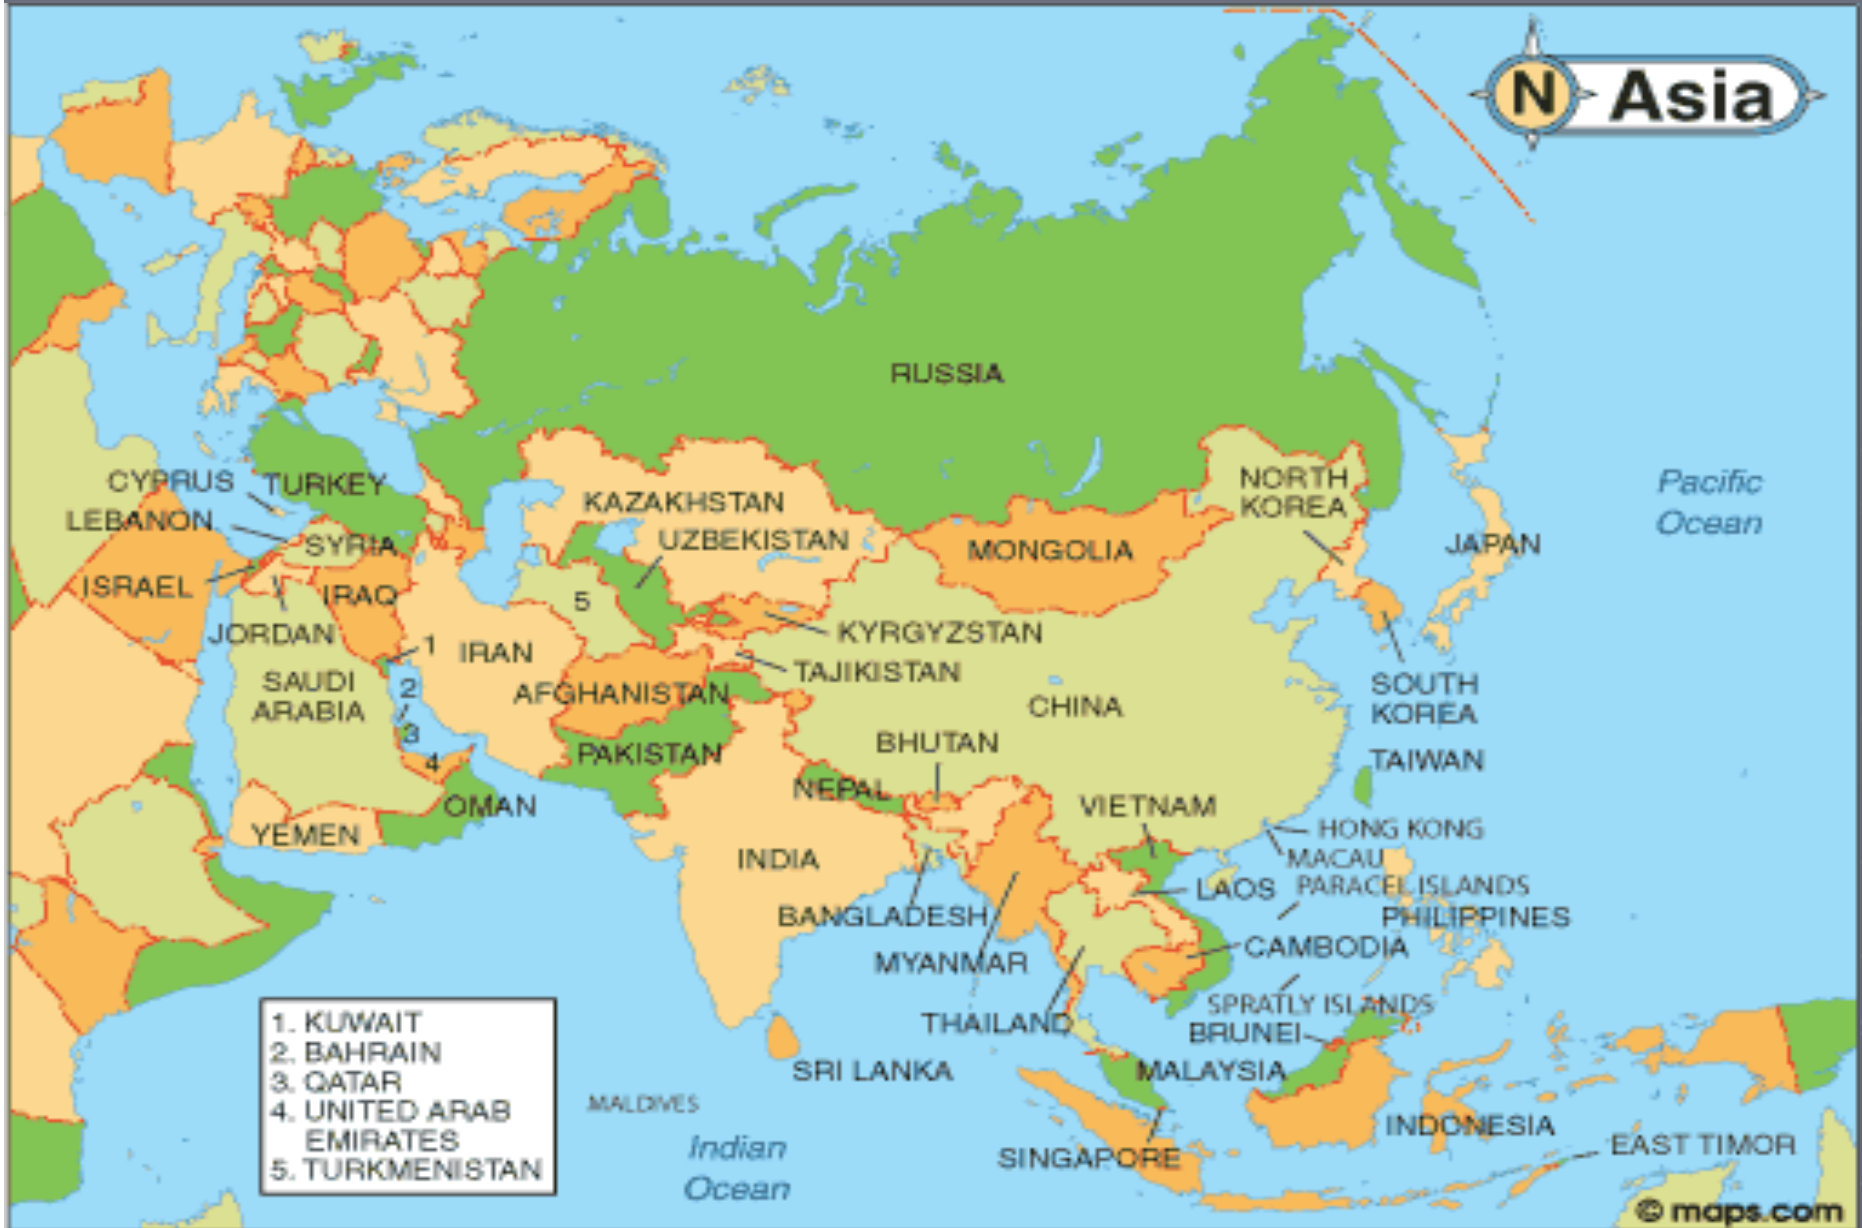 N
Asia
RUSSIA
CYPRUS
TURKEY
LEBANON
SYRIA
ISRAEL
IRAQ
JORDAN
SAUDI
ARABIA
1
2
3
4
5
IRAN
KAZAKHSTAN
UZBEKISTAN
MONGOLIA
NORTH
KOREA
JAPAN
Pacific
Ocean
KYRGYZSTAN
TAJIKISTAN
AFGHANISTAN
CHINA
SOUTH
KOREA
PAKISTAN
BHUTAN
NEPAL
TAIWAN
OMAN
YEMEN
INDIA
VIETNAM
HONG KONG
MACAU
LAOS
PARACEL ISLANDS
PHILIPPINES
BANGLADESH
CAMBODIA
MYANMAR
SPRATLY ISLANDS
THAILAND
BRUNEI
SRI LANKA
MALAYSIA
MALDIVES
INDONESIA
Indian
Ocean
SINGAPORE
EAST TIMOR
1. KUWAIT
2. BAHRAIN
3. QATAR
4. UNITED ARAB
EMIRATES
5. TURKMENISTAN
© maps.com